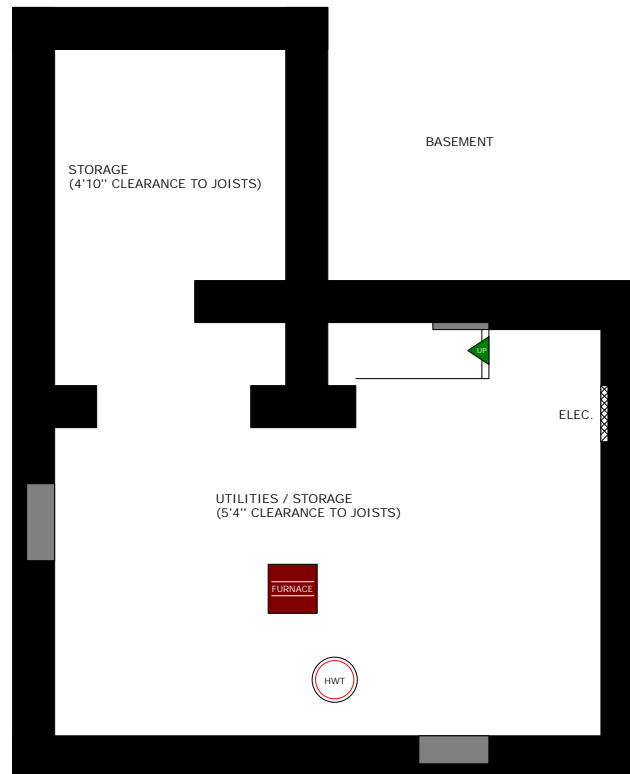 BASEMENT
STORAGE
(4'10'' CLEARANCE TO JOISTS)
UP
ELEC.
UTILITIES / STORAGE
(5'4'' CLEARANCE TO JOISTS)
FURNACE
HWT